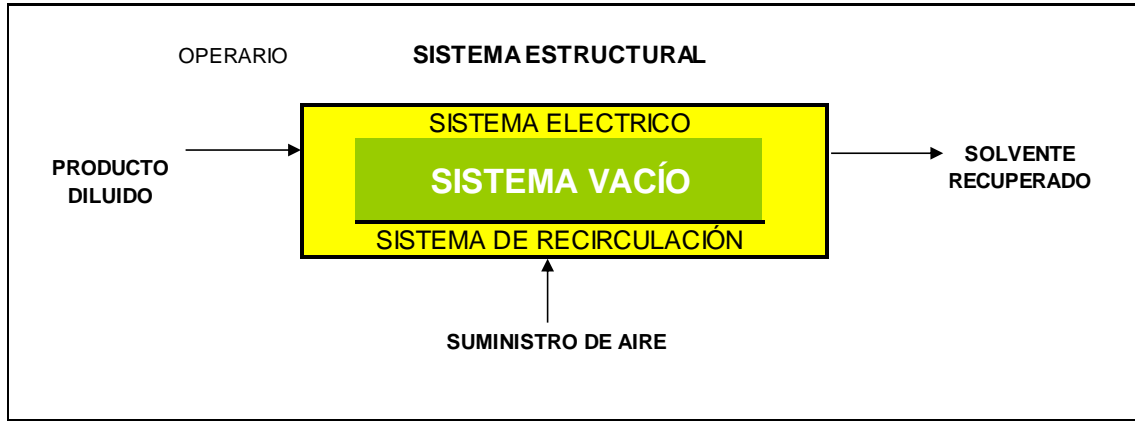 OPERARIO
SISTEMA ESTRUCTURAL
SISTEMA ELECTRICO
PRODUCTO
DILUIDO
SISTEMA VACÍO
SOLVENTE
RECUPERADO
SISTEMA DE RECIRCULACIÓN
SUMINISTRO DE AIRE